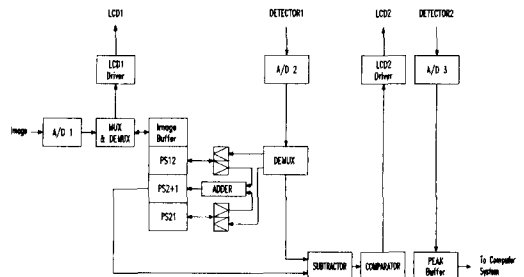 LCD1
DETECTOR1
LCD2
DETECTOR2
LCD1
Driver
A/D 2
LCD2
Driver
A/D 3
Image
A/D 1
MUX
& DEMUX
Image
Buffer
PS12
DEMUX
PS2+1
ADDER
PS21
SUBTRACTOR
COMPARATOR
PEAK
Buffer
To Computer
System